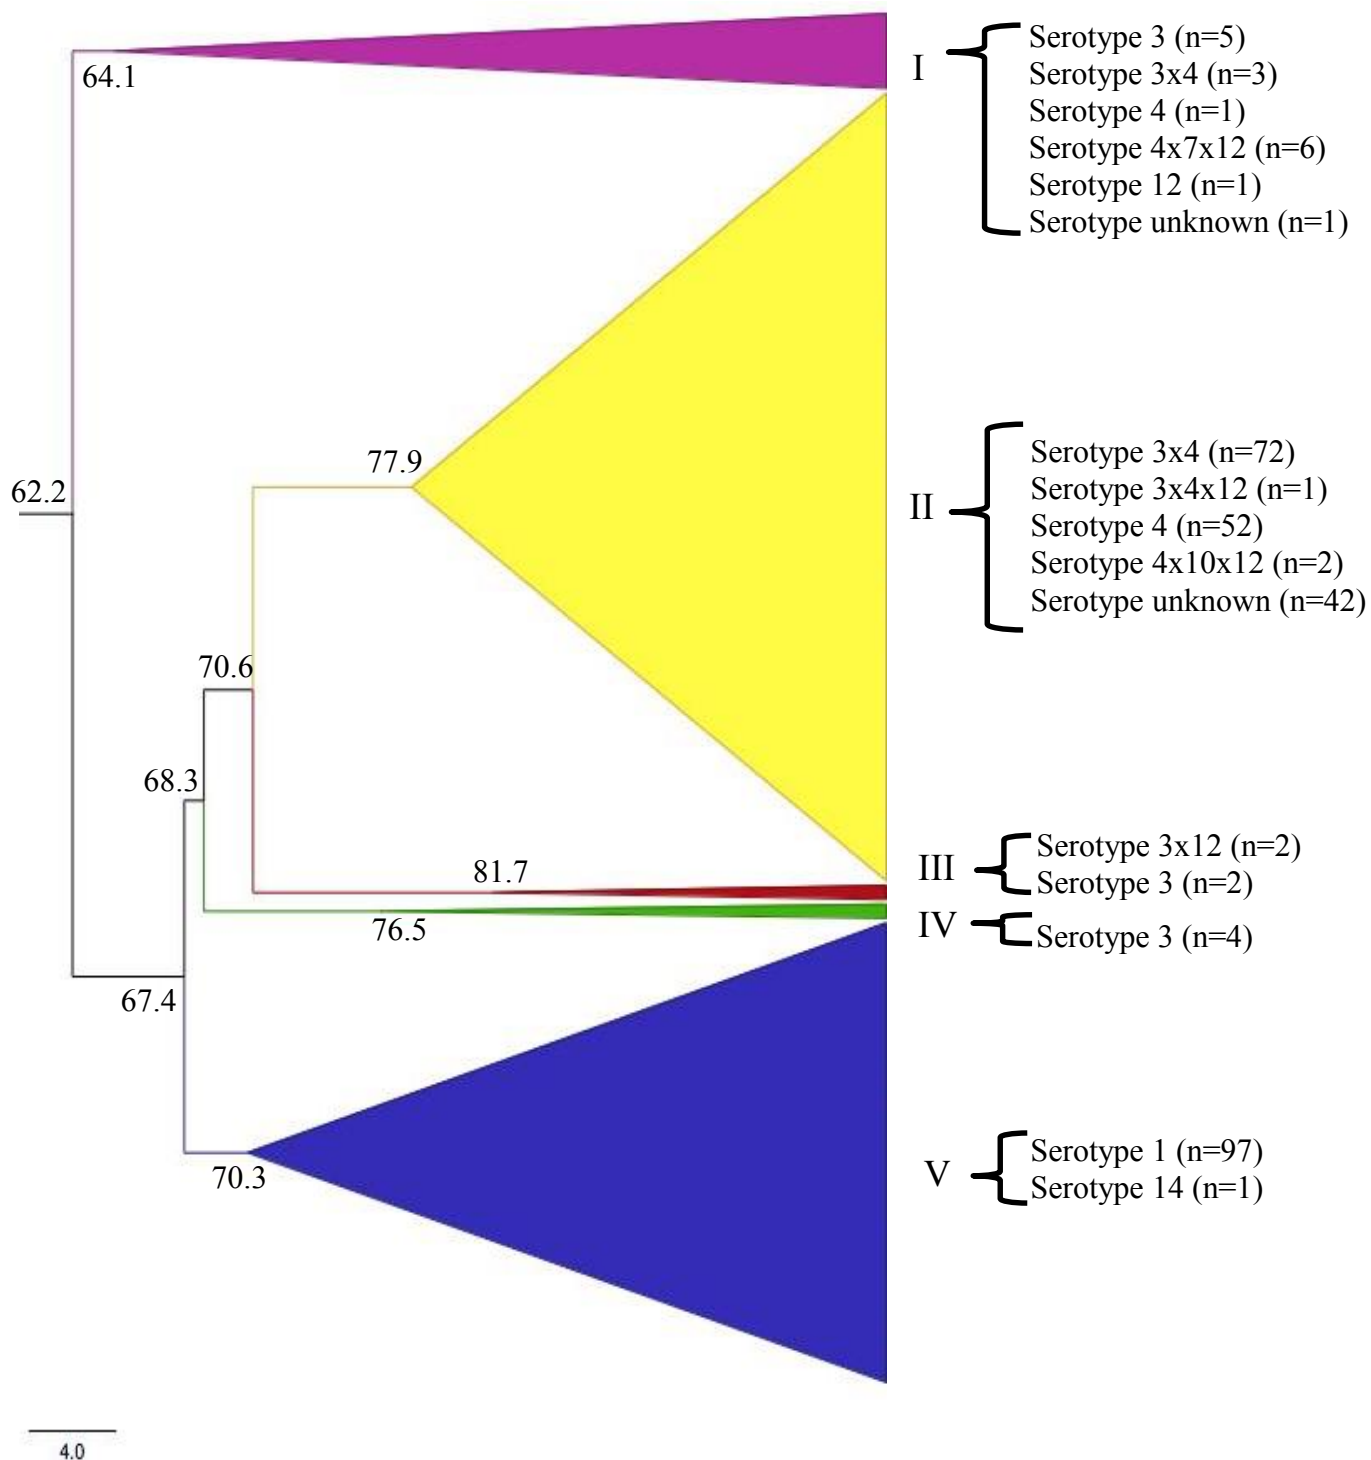 64.1
I
Serotype 3 (n=5)
Serotype 3x4 (n=3)
Serotype 4 (n=1)
Serotype 4x7x12 (n=6)
Serotype 12 (n=1)
Serotype unknown (n=1)
77.9
62.2
II
Serotype 3x4 (n=72)
Serotype 3x4x12 (n=1)
Serotype 4 (n=52)
Serotype 4x10x12 (n=2)
Serotype unknown (n=42)
70.6
68.3
81.7
III
Serotype 3x12 (n=2)
Serotype 3 (n=2)
76.5
IV
Serotype 3 (n=4)
67.4
70.3
V
Serotype 1 (n=97)
Serotype 14 (n=1)
4.0